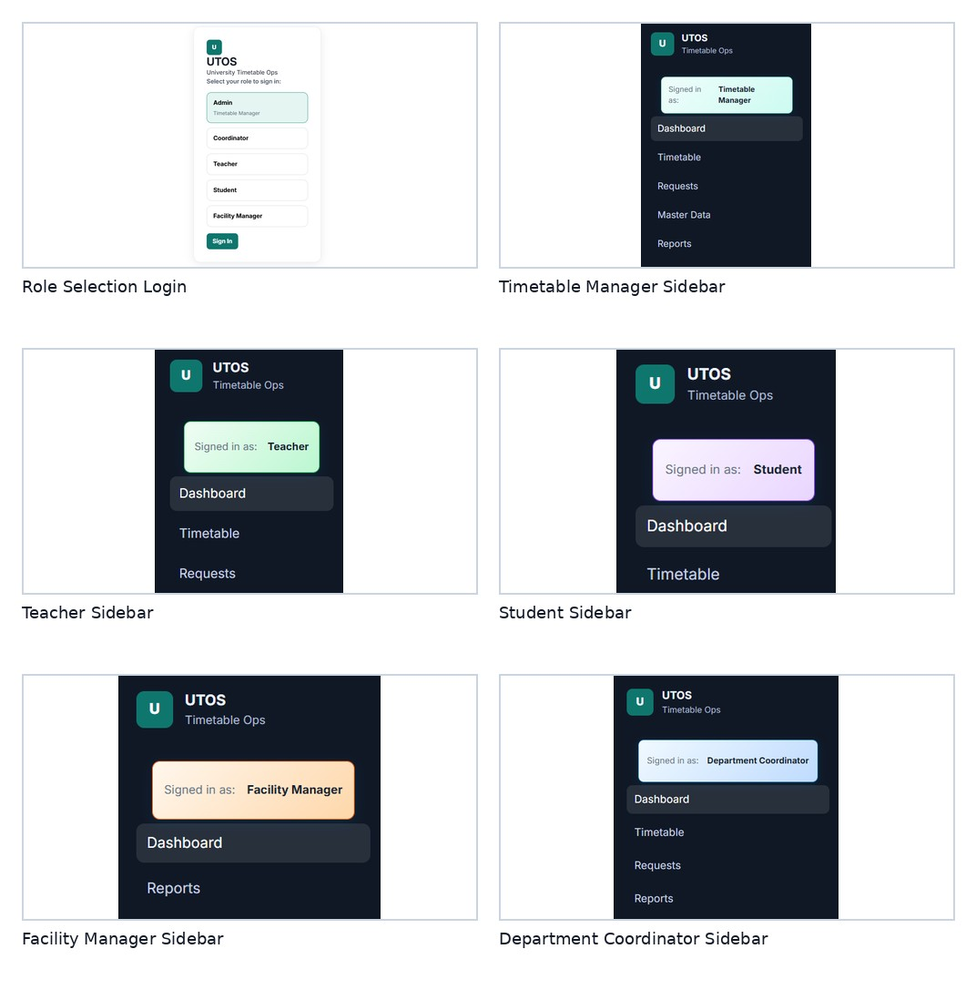 U
UTOS
University Timetable Ops
Select your role to sign in:
Admin
Timetable Manager
Coordinator
Teacher
Student
Facility Manager
Sign In
Role Selection Login
U
UTOS
Timetable Ops
Signed in as:
Timetable Manager
Dashboard
Timetable
Requests
Master Data
Reports
Timetable Manager Sidebar
U
UTOS
Timetable Ops
Signed in as: Teacher
Dashboard
Timetable
Requests
Teacher Sidebar
U
UTOS
Timetable Ops
Signed in as: Student
Dashboard
Timetable
Student Sidebar
U
UTOS
Timetable Ops
Signed in as: Facility Manager
Dashboard
Reports
Facility Manager Sidebar
U
UTOS
Timetable Ops
Signed in as: Department Coordinator
Dashboard
Timetable
Requests
Reports
Department Coordinator Sidebar